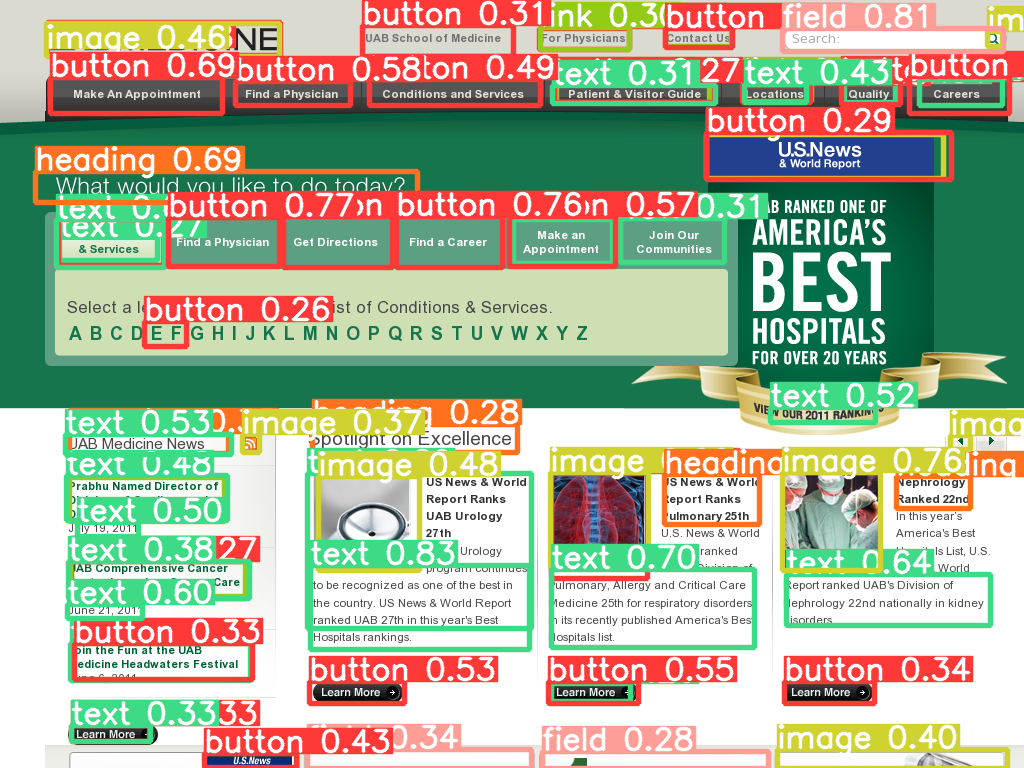 image 0.46
NE
button 0.31
UAB School of Medicine
link 0.30
For Physicians
button
Contact Us
field 0.81
Search:
button 0.69
Make An Appointment
button 0.58
Find a Physician
Conditions and Services
text 0.31
Patient & Visitor Guide
27
text 0.43
Locations
Quality
button
Careers
button 0.29
U.S.News
& World Report
heading 0.69
What would you like to do today?
text 0.27
& Services
button 0.77
Find a Physician
Get Directions
button 0.76
Find a Career
Make an
Appointment
0.57
Join Our
Communities
0.31
UAB RANKED ONE OF
AMERICA'S
BEST
HOSPITALS
FOR OVER 20 YEARS
button 0.26
Select a list of Conditions & Services.
A B C D E F G H I J K L M N O P Q R S T U V W X Y Z
text 0.52
VIEW OUR 2011 RANKINGS
text 0.53
UAB Medicine News
image 0.37
heading 0.28
Spotlight on Excellence
text 0.48
Prabhu Named Director of
text 0.50
July 19, 2011
text 0.38
27
UAB Comprehensive Cancer
Care
text 0.60
June 21, 2011
button 0.33
Join the Fun at the UAB
Medicine Headwaters Festival
text 0.33
33
Learn More
image 0.48
US News & World
Report Ranks
UAB Urology
27th
Urology
program continues
text 0.83
to be recognized as one of the best in
the country. US News & World Report
ranked UAB 27th in this year's Best
Hospitals rankings.
button 0.53
Learn More
image
heading
US News & World
Report Ranks
Pulmonary 25th
U.S. News
ranked
Division of
text 0.70
Pulmonary, Allergy and Critical Care
Medicine 25th for respiratory disorders
in its recently published America's Best
Hospitals list.
button 0.55
Learn More
image 0.76
Nephrology
Ranked 22nd
In this year's
America's Best
Hospitals List, U.S.
World
text 0.64
Report ranked UAB's Division of
Nephrology 22nd nationally in kidney
disorders
button 0.34
Learn More
button 0.43
U.S.News
0.34
field 0.28
image 0.40